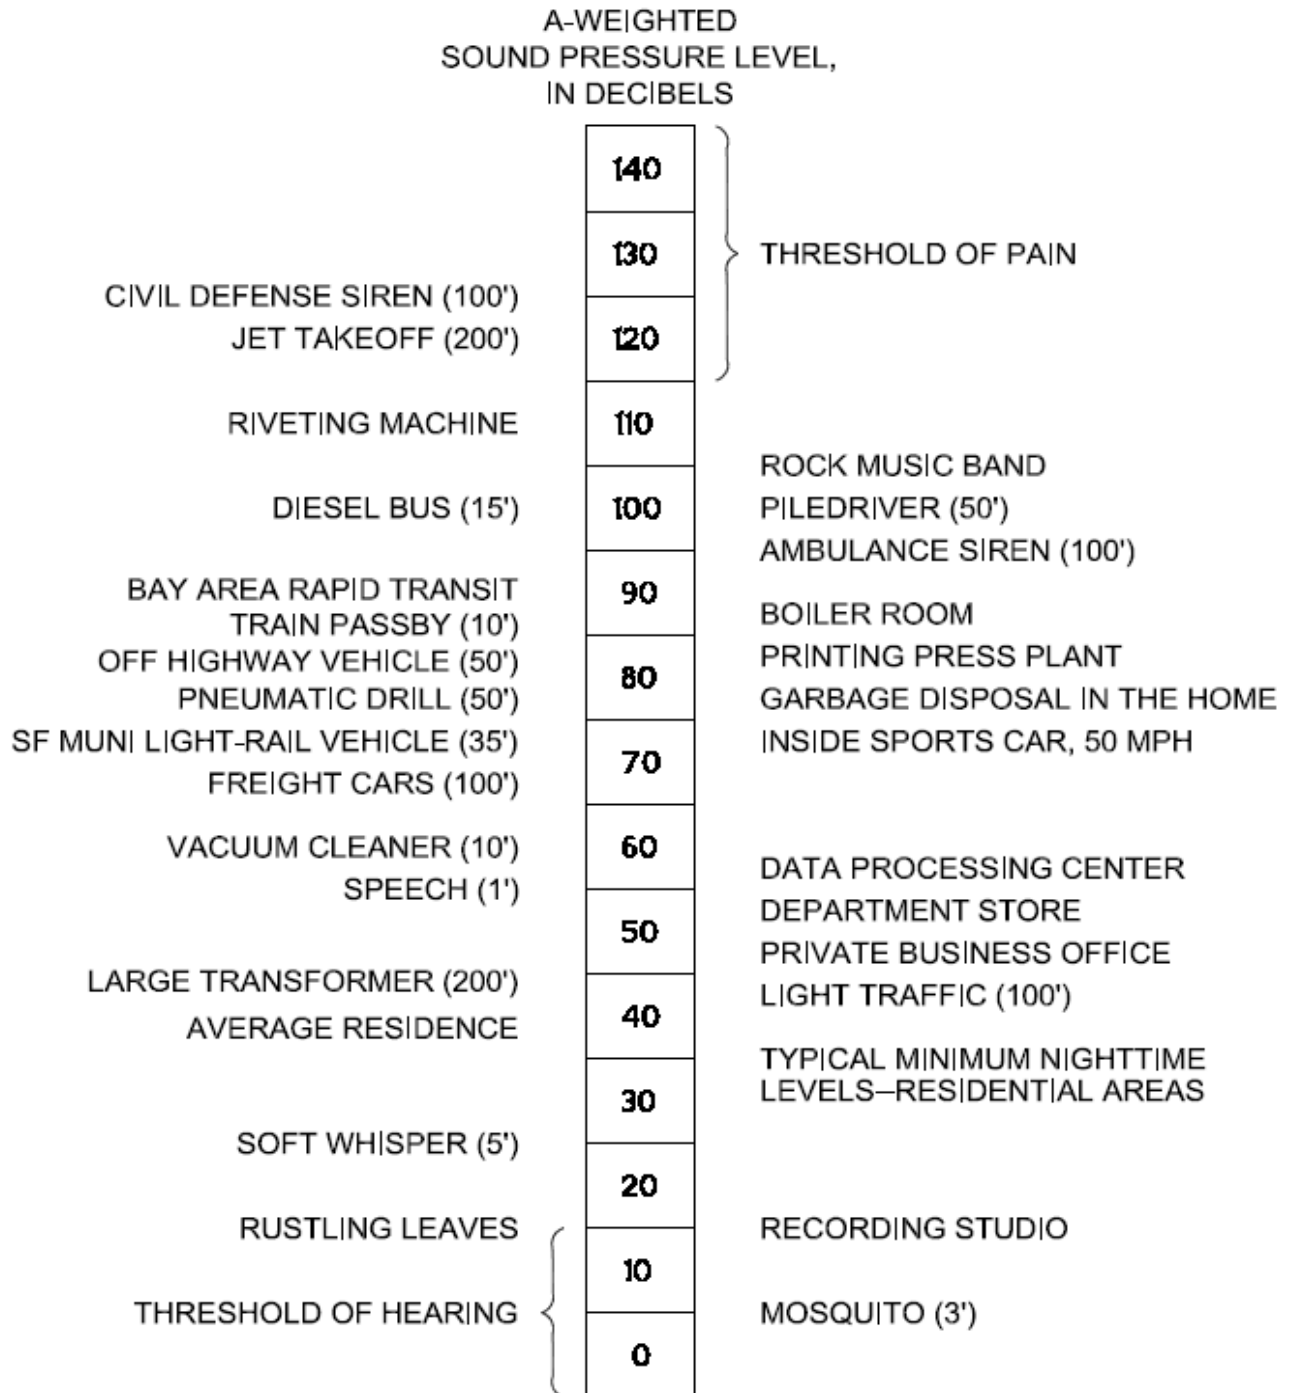 A-WEIGHTED
SOUND PRESSURE LEVEL,
IN DECIBELS
140
130
THRESHOLD OF PAIN
CIVIL DEFENSE SIREN (100')
JET TAKEOFF (200')
120
RIVETING MACHINE
110
ROCK MUSIC BAND
DIESEL BUS (15')
100
PILEDRIVER (50')
AMBULANCE SIREN (100')
BAY AREA RAPID TRANSIT
TRAIN PASSBY (10')
90
BOILER ROOM
OFF HIGHWAY VEHICLE (50')
PRINTING PRESS PLANT
80
PNEUMATIC DRILL (50')
GARBAGE DISPOSAL IN THE HOME
SF MUNI LIGHT-RAIL VEHICLE (35')
INSIDE SPORTS CAR, 50 MPH
70
FREIGHT CARS (100')
VACUUM CLEANER (10')
60
DATA PROCESSING CENTER
SPEECH (1')
DEPARTMENT STORE
50
PRIVATE BUSINESS OFFICE
LARGE TRANSFORMER (200')
LIGHT TRAFFIC (100')
40
AVERAGE RESIDENCE
TYPICAL MINIMUM NIGHTTIME
LEVELS–RESIDENTIAL AREAS
30
SOFT WHISPER (5')
20
RUSTLING LEAVES
RECORDING STUDIO
10
THRESHOLD OF HEARING
MOSQUITO (3')
0